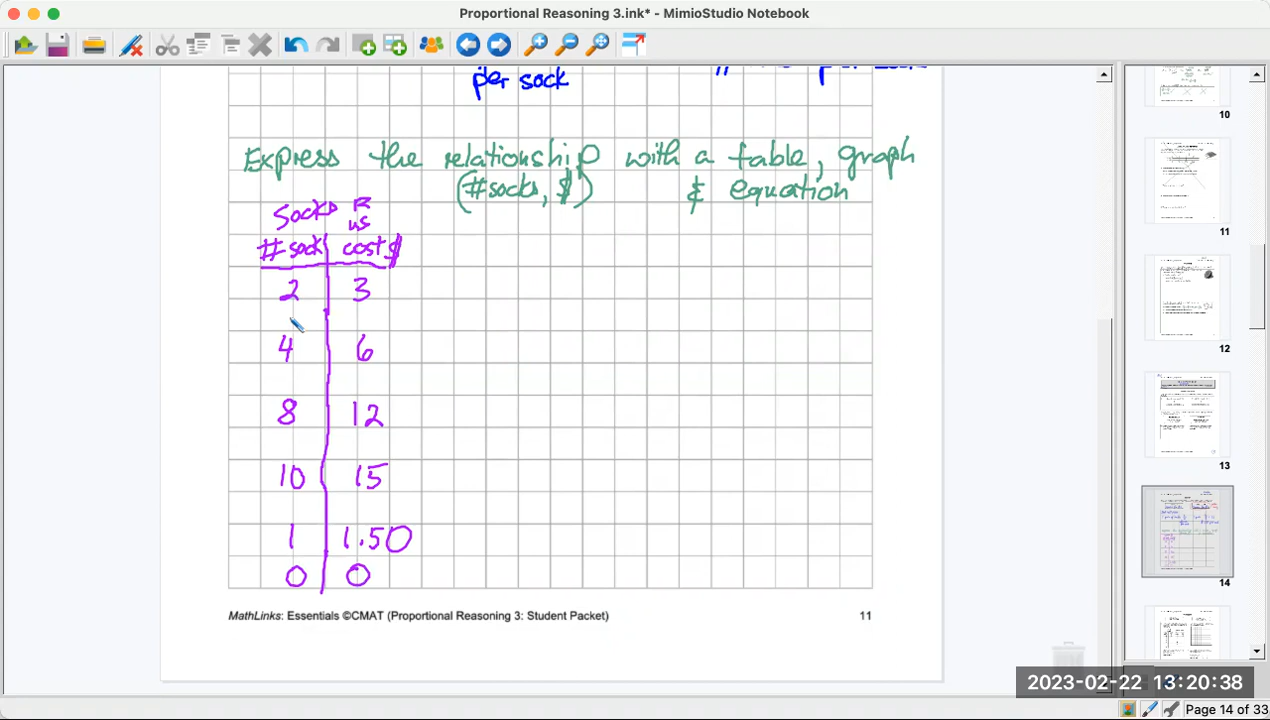 Proportional Reasoning 3.ink* - MimioStudio Notebook
per sock
Express the relationship with a table, graph
(#socks, $) & equation
Socks R
us
#sock cost $
2 3
4 6
8 12
10 15
1 1.50
0 0
MathLinks: Essentials ©CMAT (Proportional Reasoning 3: Student Packet) 11
10
11
12
13
14
2023-02-22 13:20:38
Page 14 of 33